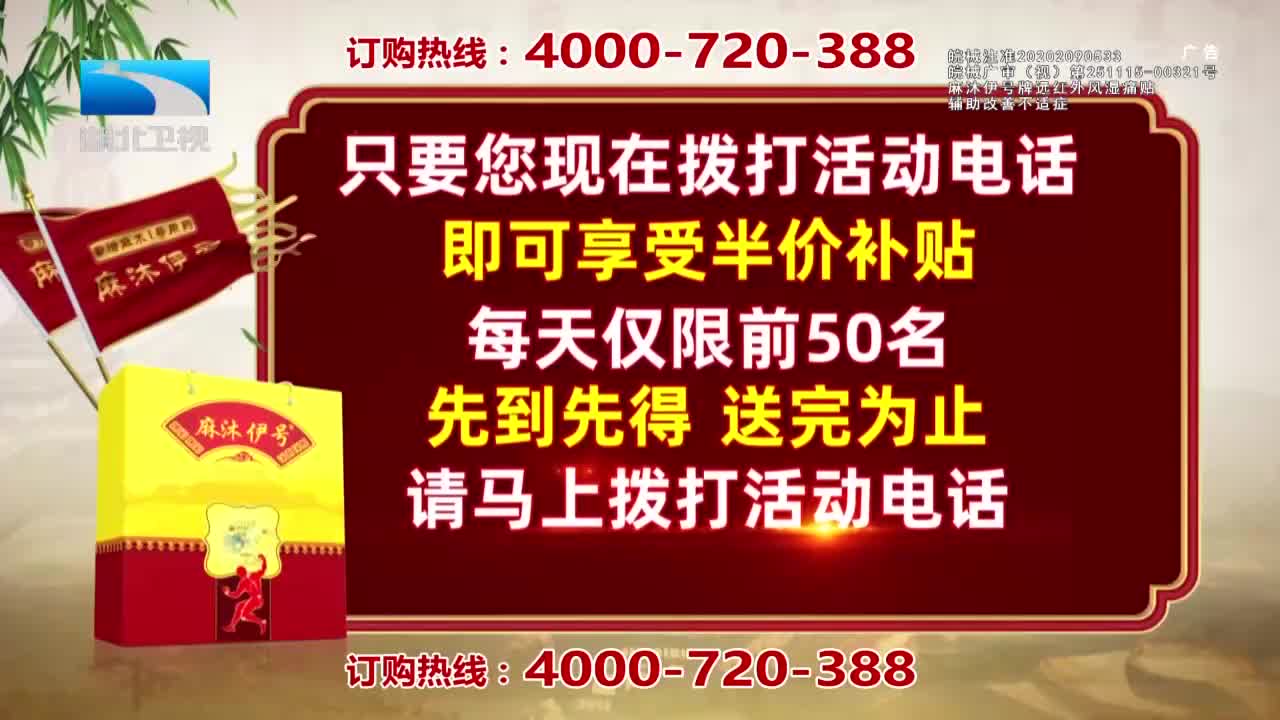 订购热线：4000-720-388
广告
皖械注准20202090533
皖械广审（视）第251115-00321号
麻沐伊号牌远红外风湿痛贴
辅助改善不适症
湖北卫视
只要您现在拨打活动电话
即可享受半价补贴
每天仅限前50名
先到先得 送完为止
请马上拨打活动电话
麻沐伊号
麻沐伊号
订购热线：4000-720-388